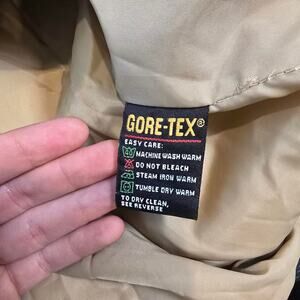 GORE-TEX®
EASY CARE:
MACHINE WASH WARM
DO NOT BLEACH
STEAM IRON WARM
TUMBLE DRY WARM
TO DRY CLEAN,
SEE REVERSE